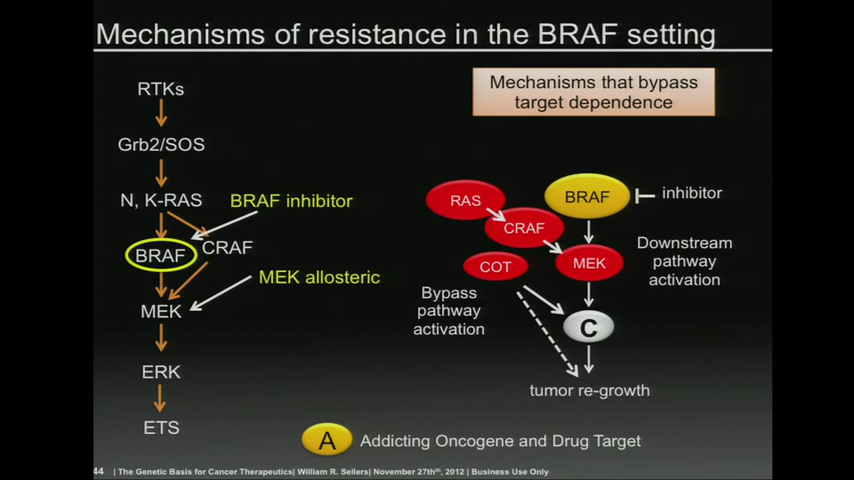 Mechanisms of resistance in the BRAF setting
Mechanisms that bypass
target dependence
RTKs
Grb2/SOS
N, K-RAS
BRAF inhibitor
BRAF
CRAF
MEK allosteric
MEK
ERK
ETS
RAS
BRAF
inhibitor
CRAF
COT
MEK
Downstream
pathway
activation
Bypass
pathway
activation
C
tumor re-growth
A
Addicting Oncogene and Drug Target
44 | The Genetic Basis for Cancer Therapeutics| William R. Sellers| November 27thth, 2012 | Business Use Only